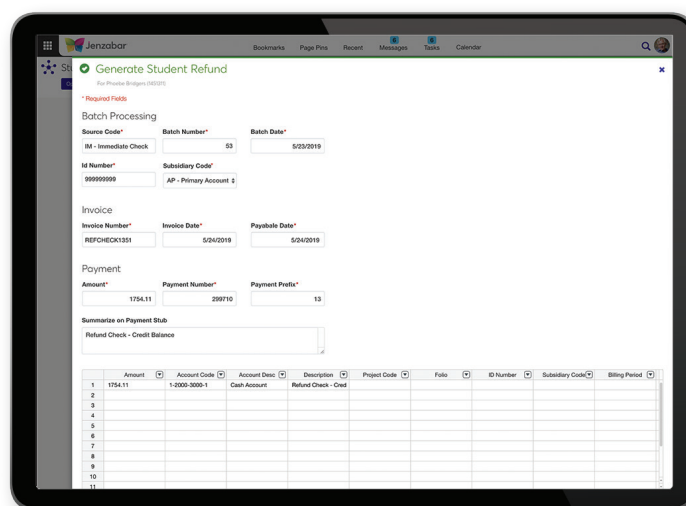 Jenzabar
Bookmarks Page Pins Recent Messages Tasks Calendar
6 6
Generate Student Refund
* Required Fields
Batch Processing
Source Code* Batch Number* Batch Date*
IM - Immediate Check 53 5/23/2019
Id Number* Subsidiary Code*
999999999 AP - Primary Account
Invoice
Invoice Number* Invoice Date* Payabale Date*
REFCHECK1351 5/24/2019 5/24/2019
Payment
Amount* Payment Number* Payment Prefix*
1754.11 299710 13
Summarize on Payment Stub
Refund Check - Credit Balance
Amount Account Code Account Desc Description Project Code Folio ID Number Subsidiary Code Billing Period
1 1754.11 1-2000-3000-1 Cash Account Refund Check - Cred
2
3
4
5
6
7
8
9
10
11